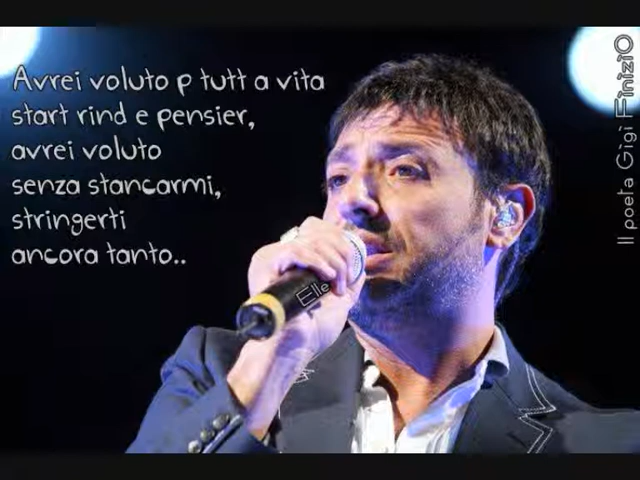 Avrei voluto p tutt a vita
start rind e pensier,
avrei voluto
senza stancarmi,
stringerti
ancora tanto..
Elle
Il poeta Gigi FiniziO